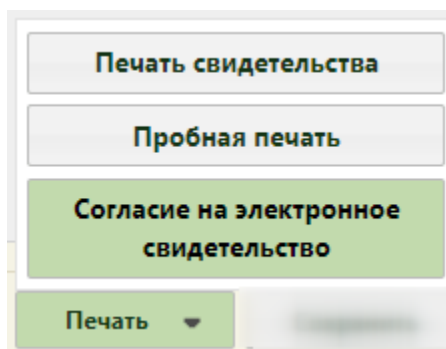 Печать свидетельства
Пробная печать
Согласие на электронное
свидетельство
Печать